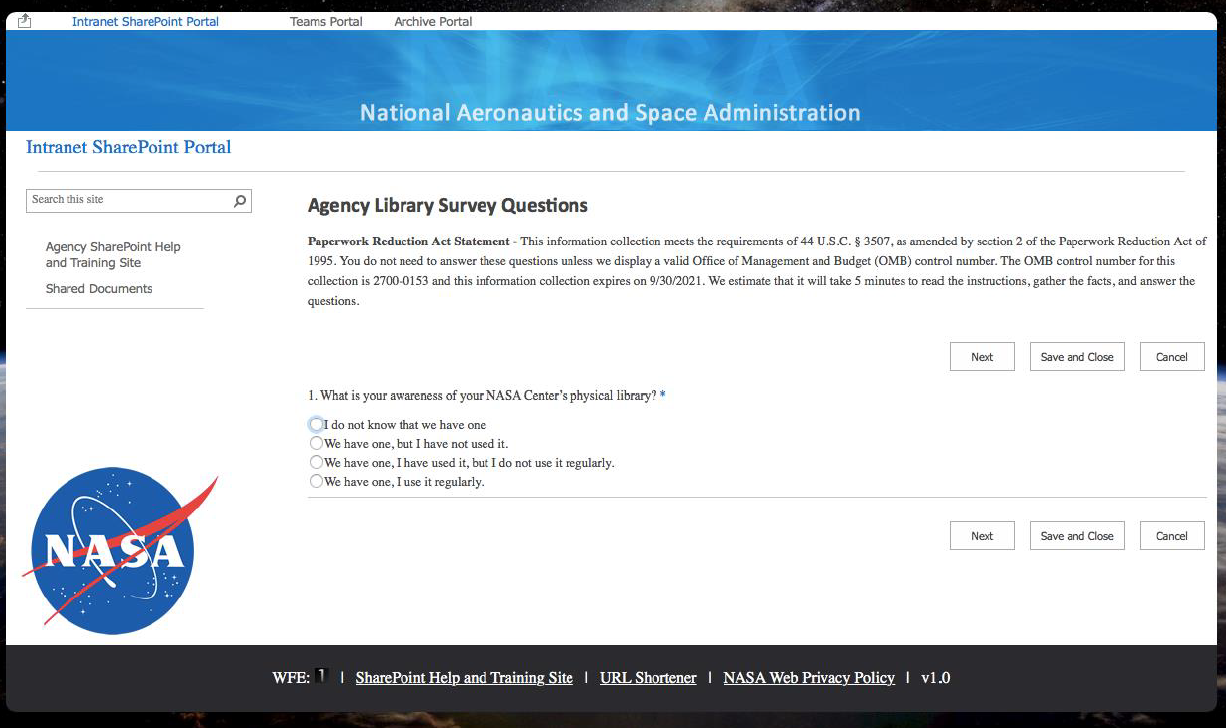 Intranet SharePoint Portal Teams Portal Archive Portal
NASA
National Aeronautics and Space Administration
Intranet SharePoint Portal
Search this site
Agency SharePoint Help
and Training Site
Shared Documents
Agency Library Survey Questions
Paperwork Reduction Act Statement - This information collection meets the requirements of 44 U.S.C. § 3507, as amended by section 2 of the Paperwork Reduction Act of
1995. You do not need to answer these questions unless we display a valid Office of Management and Budget (OMB) control number. The OMB control number for this
collection is 2700-0153 and this information collection expires on 9/30/2021. We estimate that it will take 5 minutes to read the instructions, gather the facts, and answer the
questions.
Next Save and Close Cancel
1. What is your awareness of your NASA Center's physical library? *
I do not know that we have one
We have one, but I have not used it.
We have one, I have used it, but I do not use it regularly.
We have one, I use it regularly.
Next Save and Close Cancel
NASA
WFE: 1 | SharePoint Help and Training Site | URL Shortener | NASA Web Privacy Policy | v1.0